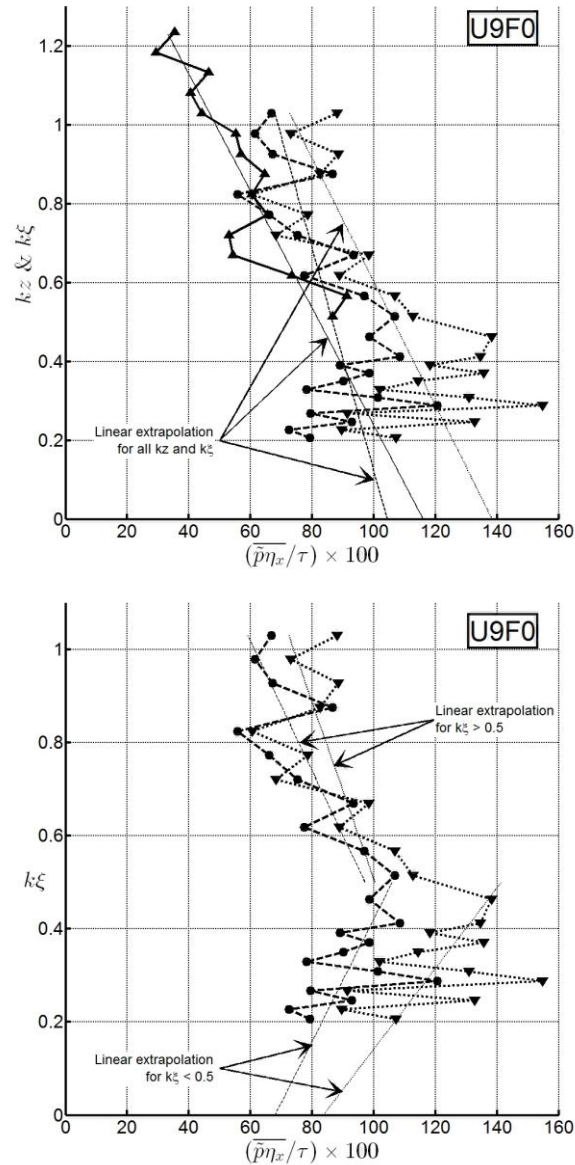 U9F0
1.2
1
0.8
0.6
0.4
0.2
0
kz & kξ
Linear extrapolation
for all kz and kξ
0 20 40 60 80 100 120 140 160
(p̃η_x/τ) × 100
U9F0
1
0.8
0.6
0.4
0.2
0
kξ
Linear extrapolation
for kξ > 0.5
Linear extrapolation
for kξ < 0.5
0 20 40 60 80 100 120 140 160
(p̃η_x/τ) × 100